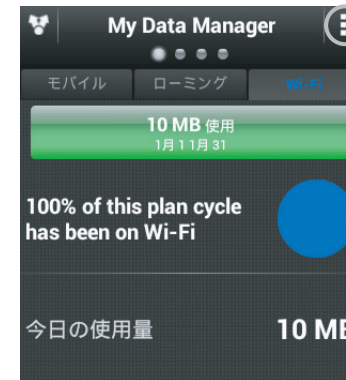 My Data Manager
モバイル ローミング Wi-Fi
10 MB 使用
1月 1 1月 31
100% of this plan cycle
has been on Wi-Fi
今日の使用量 10 MB